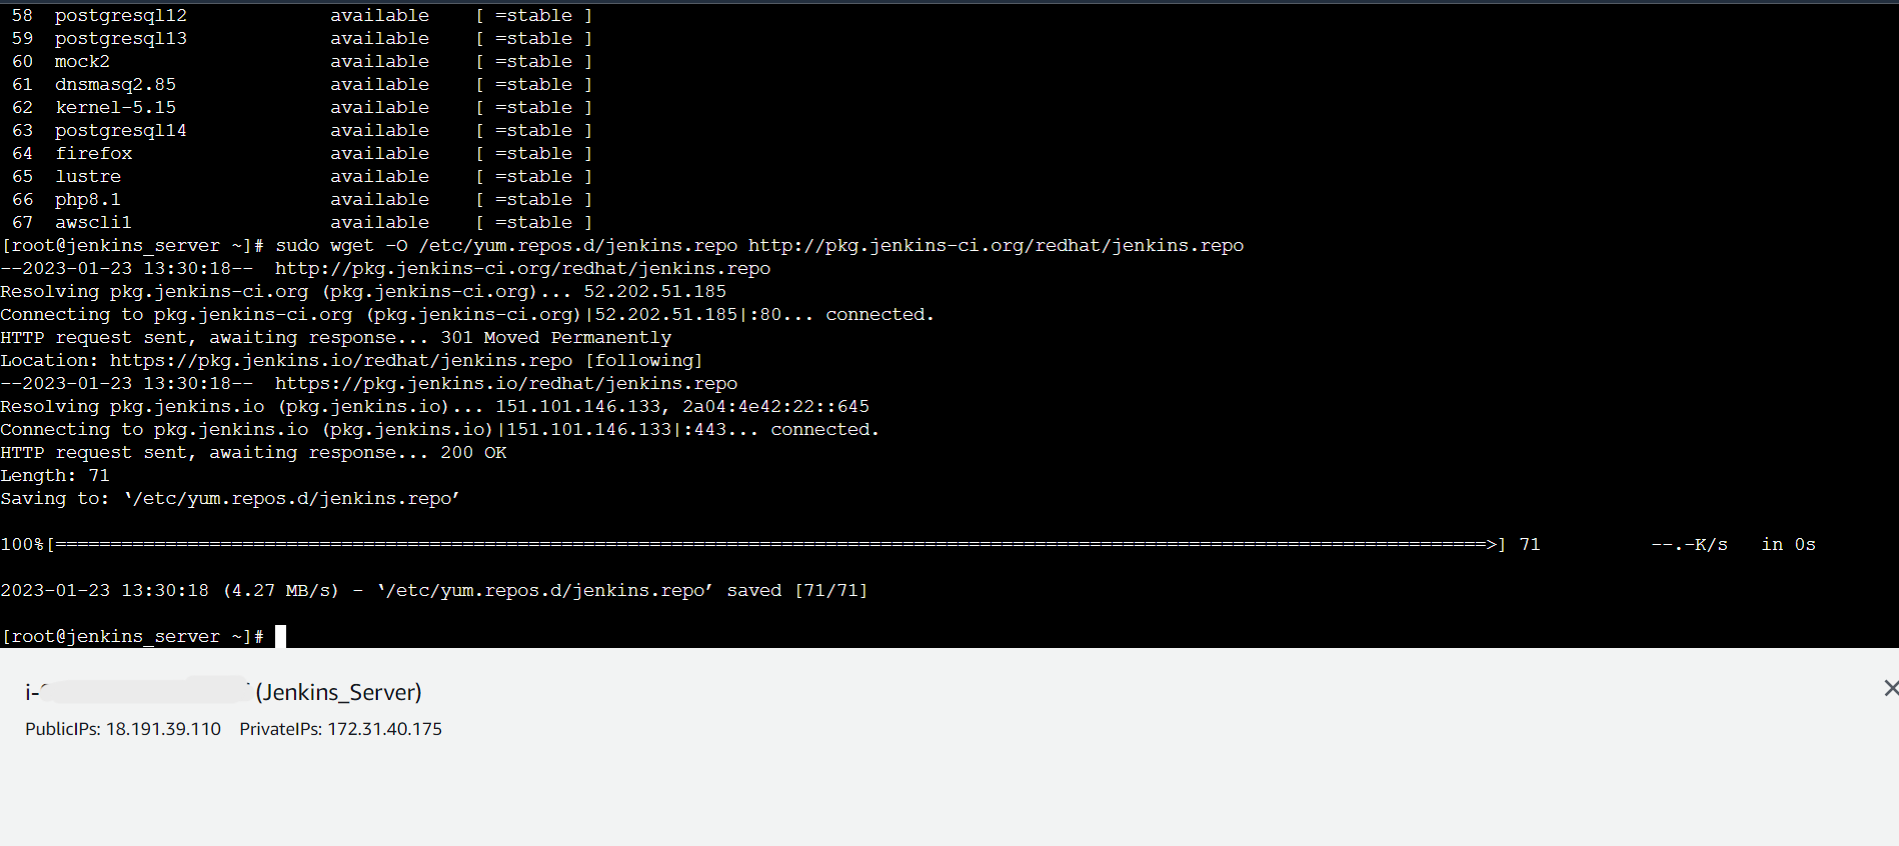 58  postgresql12             available    [ =stable ]
59  postgresql13             available    [ =stable ]
60  mock2                    available    [ =stable ]
61  dnsmasq2.85              available    [ =stable ]
62  kernel-5.15              available    [ =stable ]
63  postgresql14             available    [ =stable ]
64  firefox                  available    [ =stable ]
65  lustre                   available    [ =stable ]
66  php8.1                   available    [ =stable ]
67  awscli1                  available    [ =stable ]
[root@jenkins_server ~]# sudo wget -O /etc/yum.repos.d/jenkins.repo http://pkg.jenkins-ci.org/redhat/jenkins.repo
--2023-01-23 13:30:18--  http://pkg.jenkins-ci.org/redhat/jenkins.repo
Resolving pkg.jenkins-ci.org (pkg.jenkins-ci.org)... 52.202.51.185
Connecting to pkg.jenkins-ci.org (pkg.jenkins-ci.org)|52.202.51.185|:80... connected.
HTTP request sent, awaiting response... 301 Moved Permanently
Location: https://pkg.jenkins.io/redhat/jenkins.repo [following]
--2023-01-23 13:30:18--  https://pkg.jenkins.io/redhat/jenkins.repo
Resolving pkg.jenkins.io (pkg.jenkins.io)... 151.101.146.133, 2a04:4e42:22::645
Connecting to pkg.jenkins.io (pkg.jenkins.io)|151.101.146.133|:443... connected.
HTTP request sent, awaiting response... 200 OK
Length: 71
Saving to: ‘/etc/yum.repos.d/jenkins.repo’
100%[==================================================================================================================================>] 71          --.-K/s   in 0s
2023-01-23 13:30:18 (4.27 MB/s) - ‘/etc/yum.repos.d/jenkins.repo’ saved [71/71]
[root@jenkins_server ~]#
i- (Jenkins_Server)
PublicIPs: 18.191.39.110   PrivateIPs: 172.31.40.175